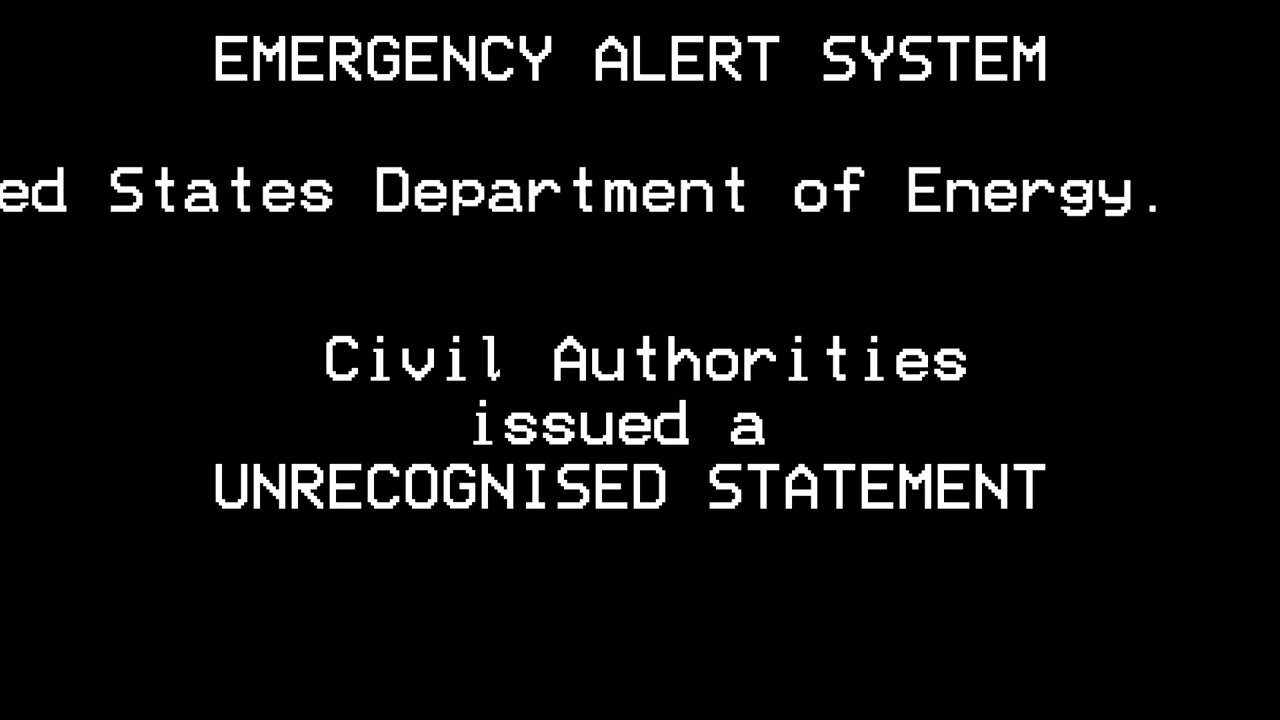 EMERGENCY ALERT SYSTEM
ed States Department of Energy.
Civil Authorities
issued a
UNRECOGNISED STATEMENT